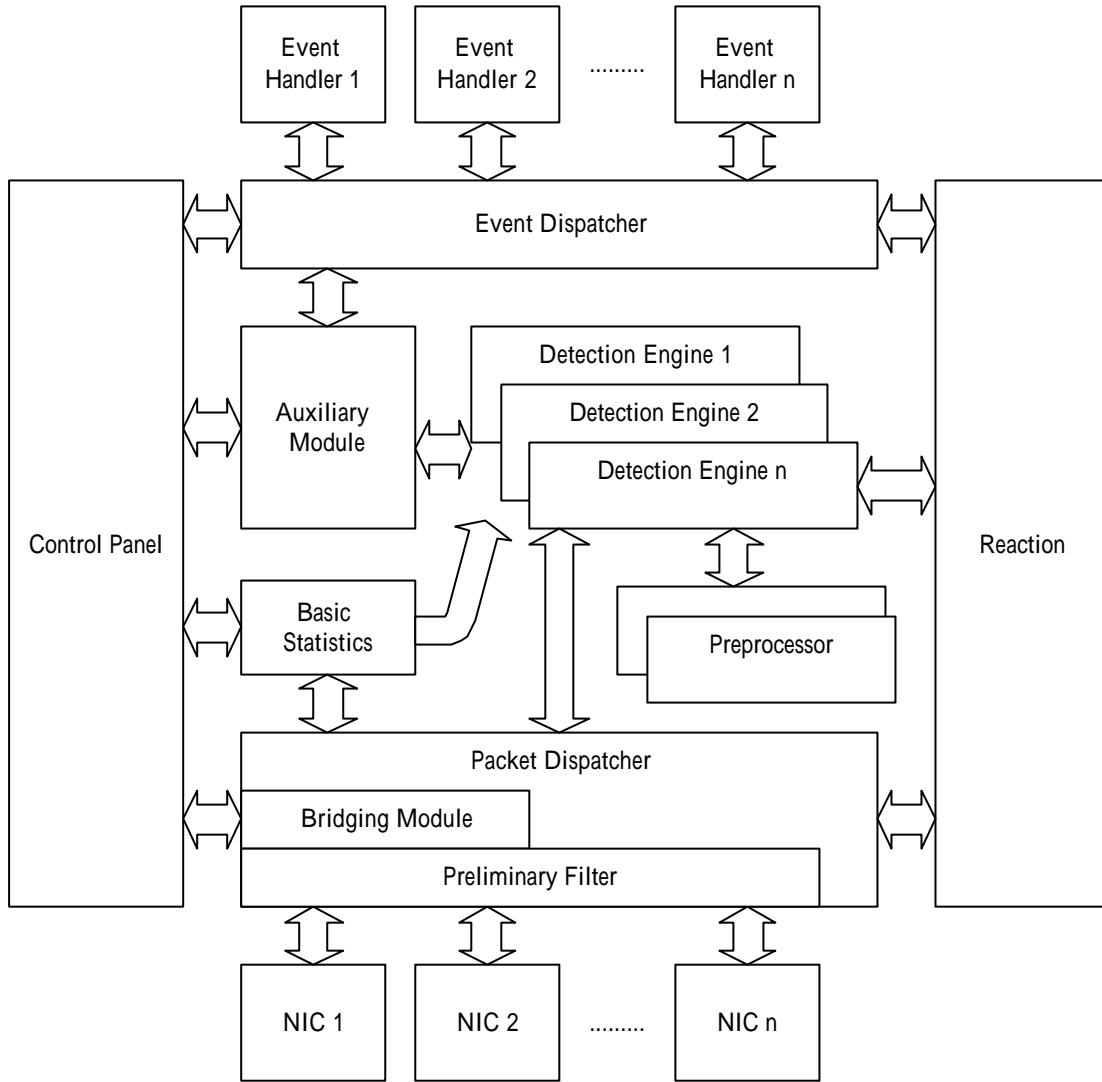 Event
Handler 1
Event
Handler 2
.........
Event
Handler n
Event Dispatcher
Control Panel
Auxiliary
Module
Detection Engine 1
Detection Engine 2
Detection Engine n
Reaction
Basic
Statistics
Preprocessor
Packet Dispatcher
Bridging Module
Preliminary Filter
NIC 1
NIC 2
.........
NIC n